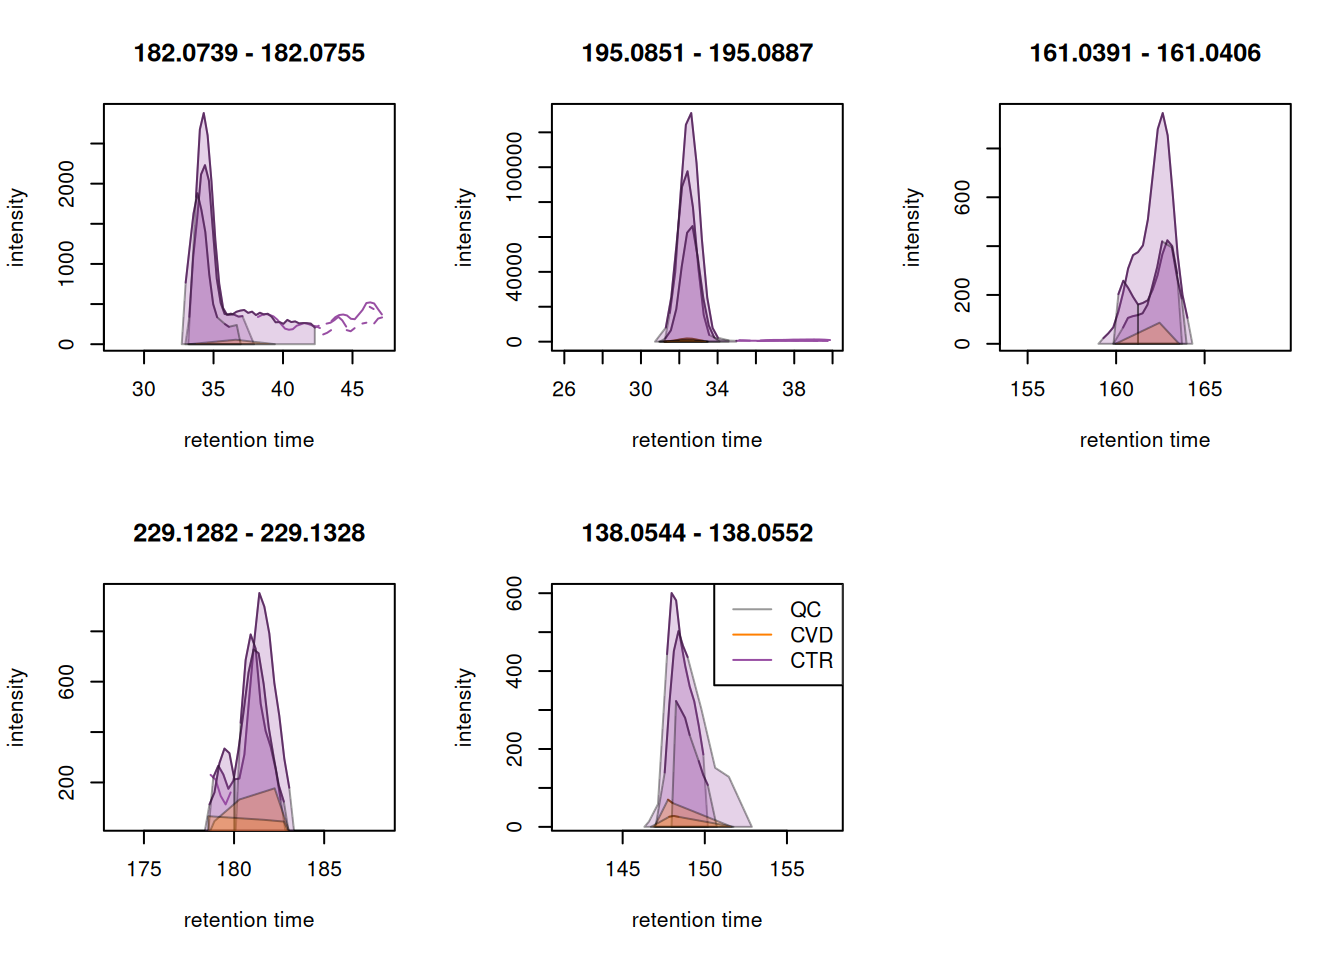 182.0739 - 182.0755
intensity
0 1000 2000
30 35 40 45
retention time
195.0851 - 195.0887
intensity
0 40000 100000
26 30 34 38
retention time
161.0391 - 161.0406
intensity
0 200 600
155 160 165
retention time
229.1282 - 229.1328
intensity
200 600
175 180 185
retention time
138.0544 - 138.0552
intensity
0 200 400 600
145 150 155
retention time
QC
CVD
CTR